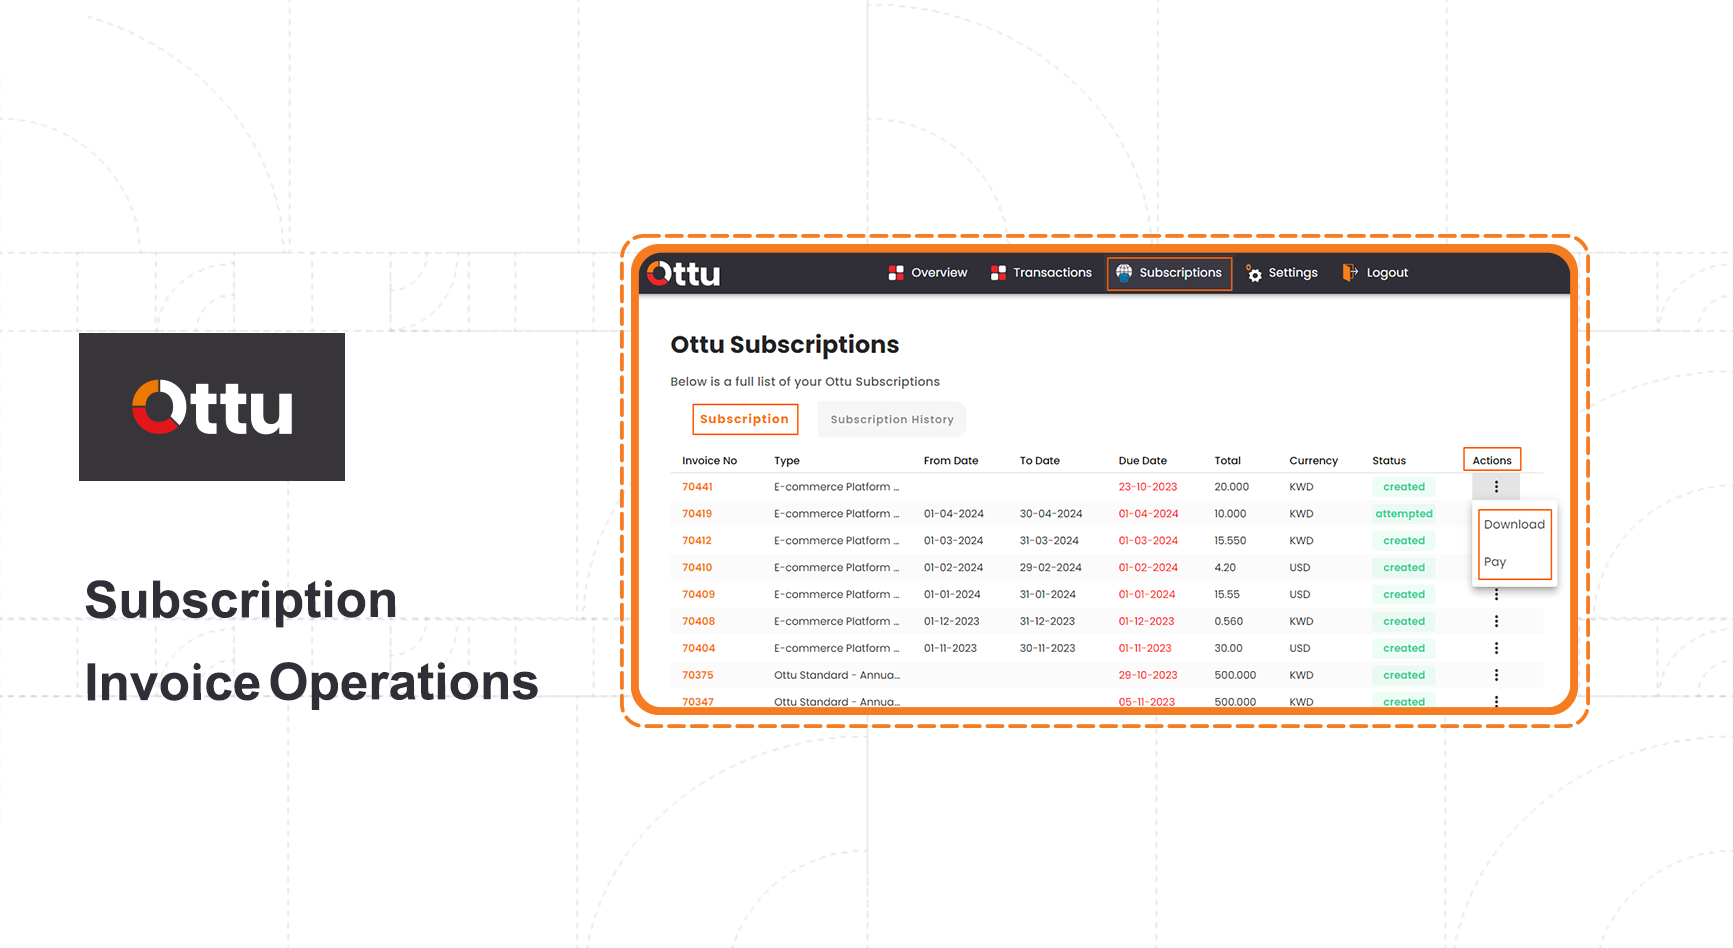 Ottu
Subscription
Invoice Operations
Ottu Overview Transactions Subscriptions Settings Logout
Ottu Subscriptions
Below is a full list of your Ottu Subscriptions
Subscription Subscription History
Invoice No Type From Date To Date Due Date Total Currency Status Actions
70441 E-commerce Platform ... 23-10-2023 20.000 KWD created
70419 E-commerce Platform ... 01-04-2024 30-04-2024 01-04-2024 10.000 KWD attempted
Download
70412 E-commerce Platform ... 01-03-2024 31-03-2024 01-03-2024 15.550 KWD created
70410 E-commerce Platform ... 01-02-2024 29-02-2024 01-02-2024 4.20 USD created
Pay
70409 E-commerce Platform ... 01-01-2024 31-01-2024 01-01-2024 15.55 USD created
70408 E-commerce Platform ... 01-12-2023 31-12-2023 01-12-2023 0.560 KWD created
70404 E-commerce Platform ... 01-11-2023 30-11-2023 01-11-2023 30.00 USD created
70375 Ottu Standard - Annua... 29-10-2023 500.000 KWD created
70347 Ottu Standard - Annua... 05-11-2023 500.000 KWD created